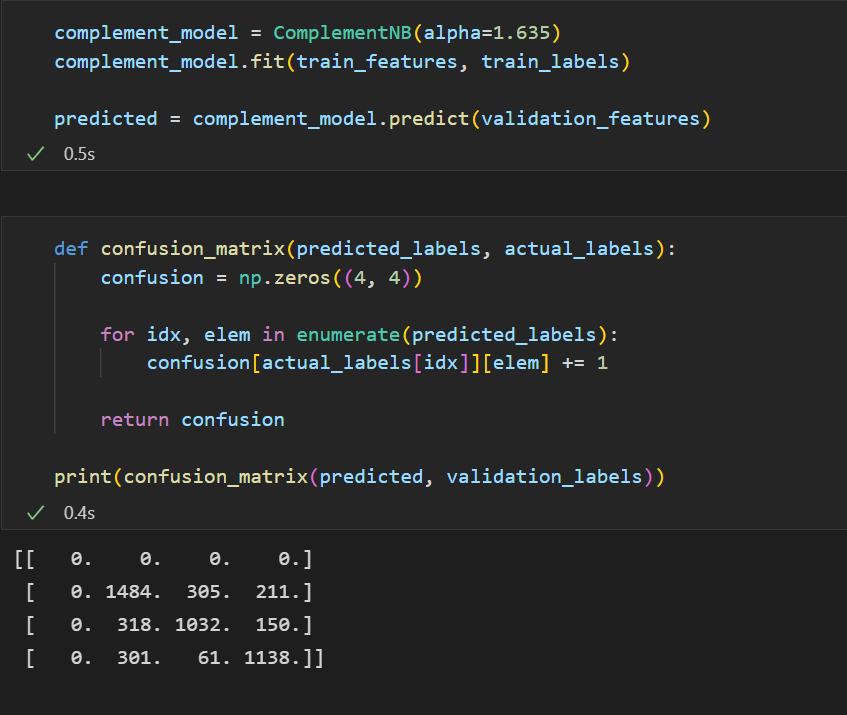 complement_model = ComplementNB(alpha=1.635)
complement_model.fit(train_features, train_labels)
predicted = complement_model.predict(validation_features)
0.5s
def confusion_matrix(predicted_labels, actual_labels):
    confusion = np.zeros((4, 4))
    for idx, elem in enumerate(predicted_labels):
        confusion[actual_labels[idx]][elem] += 1
    return confusion
print(confusion_matrix(predicted, validation_labels))
0.4s
[[   0.    0.    0.    0.]
 [   0. 1484.  305.  211.]
 [   0.  318. 1032.  150.]
 [   0.  301.   61. 1138.]]